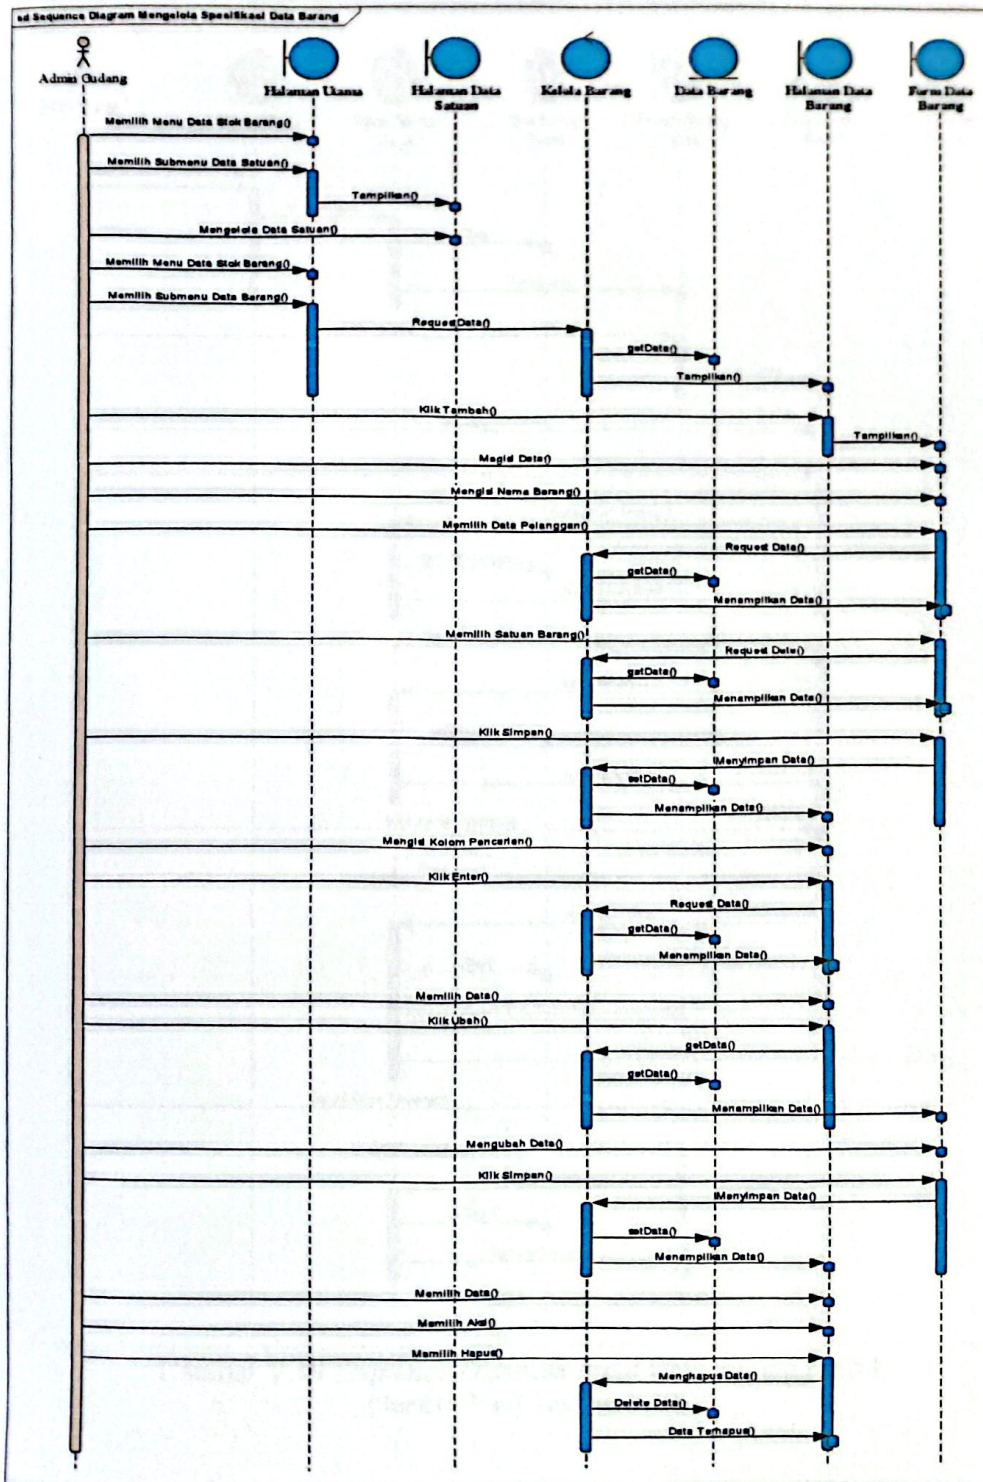 sd Sequence Diagram Mengelola Spesifikasi Data Barang
Admin Gudang
Halaman Utama
Halaman Data
Satuan
Kelola Barang
Data Barang
Halaman Data
Barang
Form Data
Barang
Memilih Menu Data Stok Barang()
Memilih Submenu Data Satuan()
Tampilkan()
Mengelola Data Satuan()
Memilih Menu Data Stok Barang()
Memilih Submenu Data Barang()
RequestData()
getData()
Tampilkan()
Klik Tambah()
Tampilkan()
Magisi Data()
Mengisi Nama Barang()
Memilih Data Pelanggan()
Request Data()
getData()
Menampilkan Data()
Memilih Satuan Barang()
Request Data()
getData()
Menampilkan Data()
Klik Simpan()
Menyimpan Data()
setData()
Menampilkan Data()
Mengisi Kolom Pencarian()
Klik Enter()
Request Data()
getData()
Menampilkan Data()
Memilih Data()
Klik Ubah()
getData()
getData()
Menampilkan Data()
Mengubah Data()
Klik Simpan()
Menyimpan Data()
setData()
Menampilkan Data()
Memilih Data()
Memilih Aksi()
Memilih Hapus()
Menghapus Data()
Delete Data()
Data Terhapus()